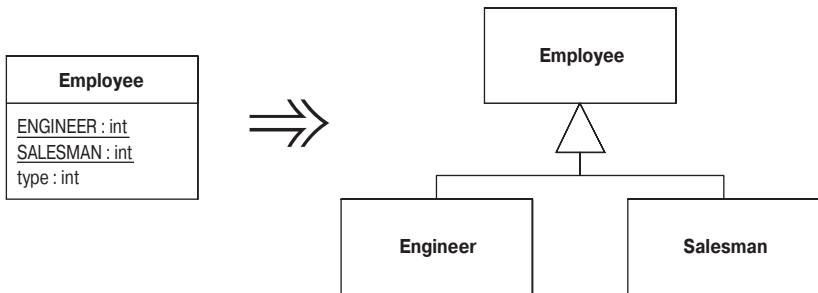 Employee
ENGINEER : int
SALESMAN : int
type : int
Employee
Engineer
Salesman